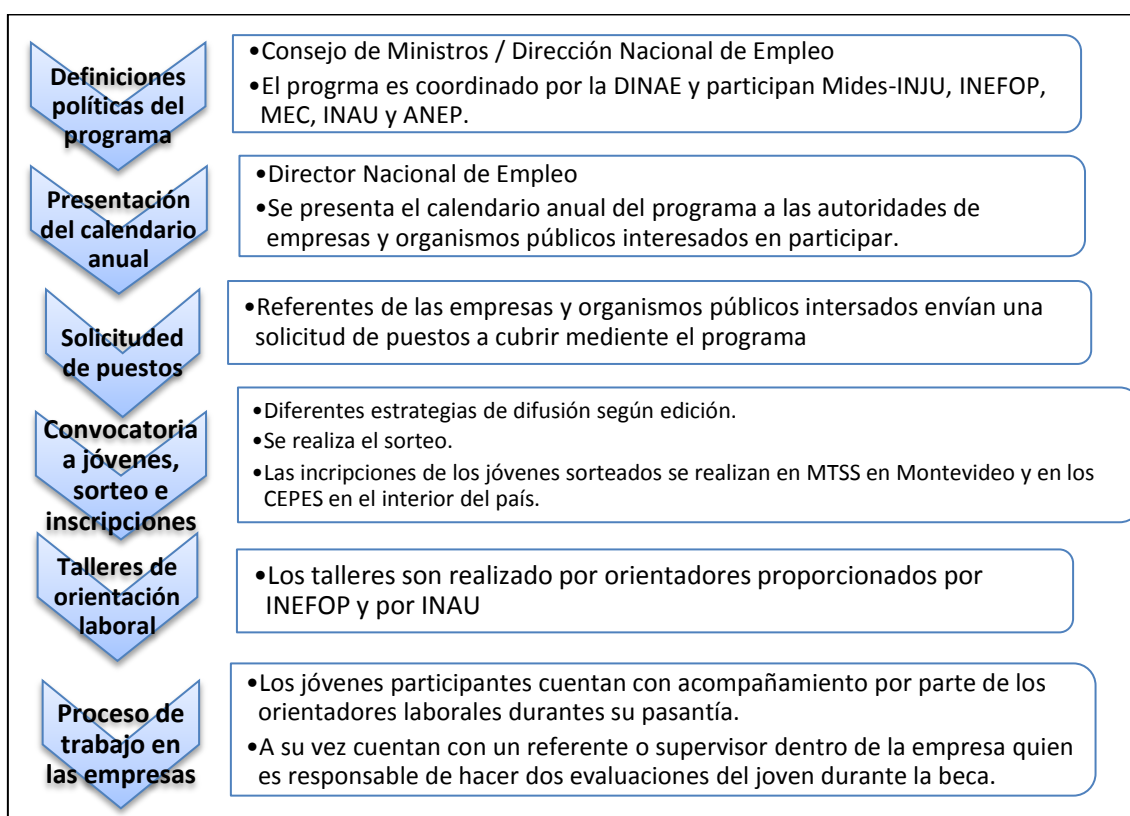 Definiciones
políticas del
programa
•Consejo de Ministros / Dirección Nacional de Empleo
•El progrma es coordinado por la DINAE y participan Mides-INJU, INEFOP,
MEC, INAU y ANEP.
Presentación
del calendario
anual
•Director Nacional de Empleo
•Se presenta el calendario anual del programa a las autoridades de
empresas y organismos públicos interesados en participar.
Solicituded
de puestos
•Referentes de las empresas y organismos públicos intersados envían una
solicitud de puestos a cubrir mediente el programa
Convocatoria
a jóvenes,
sorteo e
inscripciones
•Diferentes estrategias de difusión según edición.
•Se realiza el sorteo.
•Las incripciones de los jóvenes sorteados se realizan en MTSS en Montevideo y en los
CEPES en el interior del país.
Talleres de
orientación
laboral
•Los talleres son realizado por orientadores proporcionados por
INEFOP y por INAU
Proceso de
trabajo en
las empresas
•Los jóvenes participantes cuentan con acompañamiento por parte de los
orientadores laborales durantes su pasantía.
•A su vez cuentan con un referente o supervisor dentro de la empresa quien
es responsable de hacer dos evaluaciones del joven durante la beca.